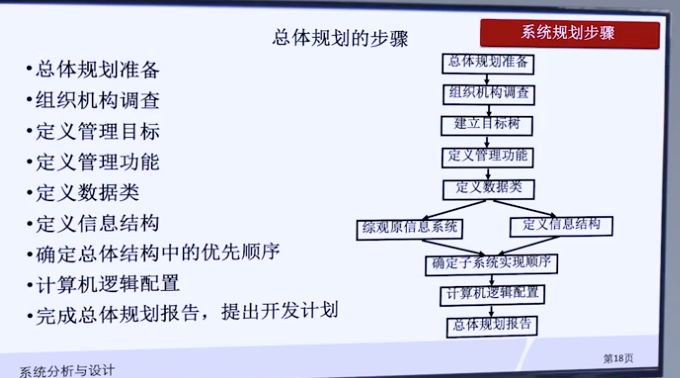 系统规划步骤
总体规划的步骤
•总体规划准备
•组织机构调查
•定义管理目标
•定义管理功能
•定义数据类
•定义信息结构
•确定总体结构中的优先顺序
•计算机逻辑配置
•完成总体规划报告，提出开发计划
总体规划准备
组织机构调查
建立目标树
定义管理功能
定义数据类
综观原信息系统
定义信息结构
确定子系统实现顺序
计算机逻辑配置
总体规划报告
系统分析与设计
第18页